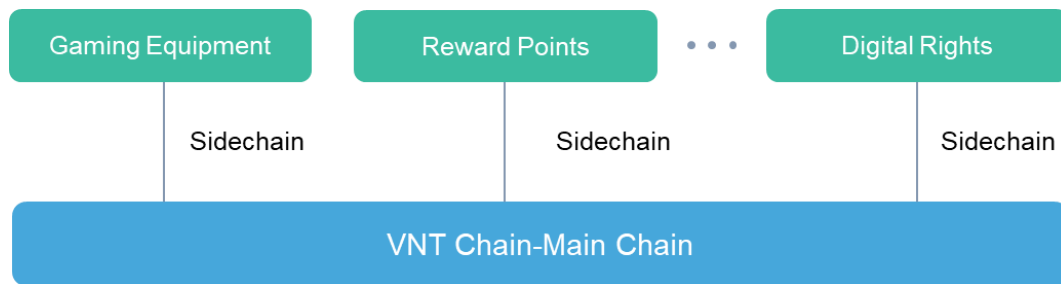 Gaming Equipment
Reward Points
• • •
Digital Rights
Sidechain
Sidechain
Sidechain
VNT Chain-Main Chain